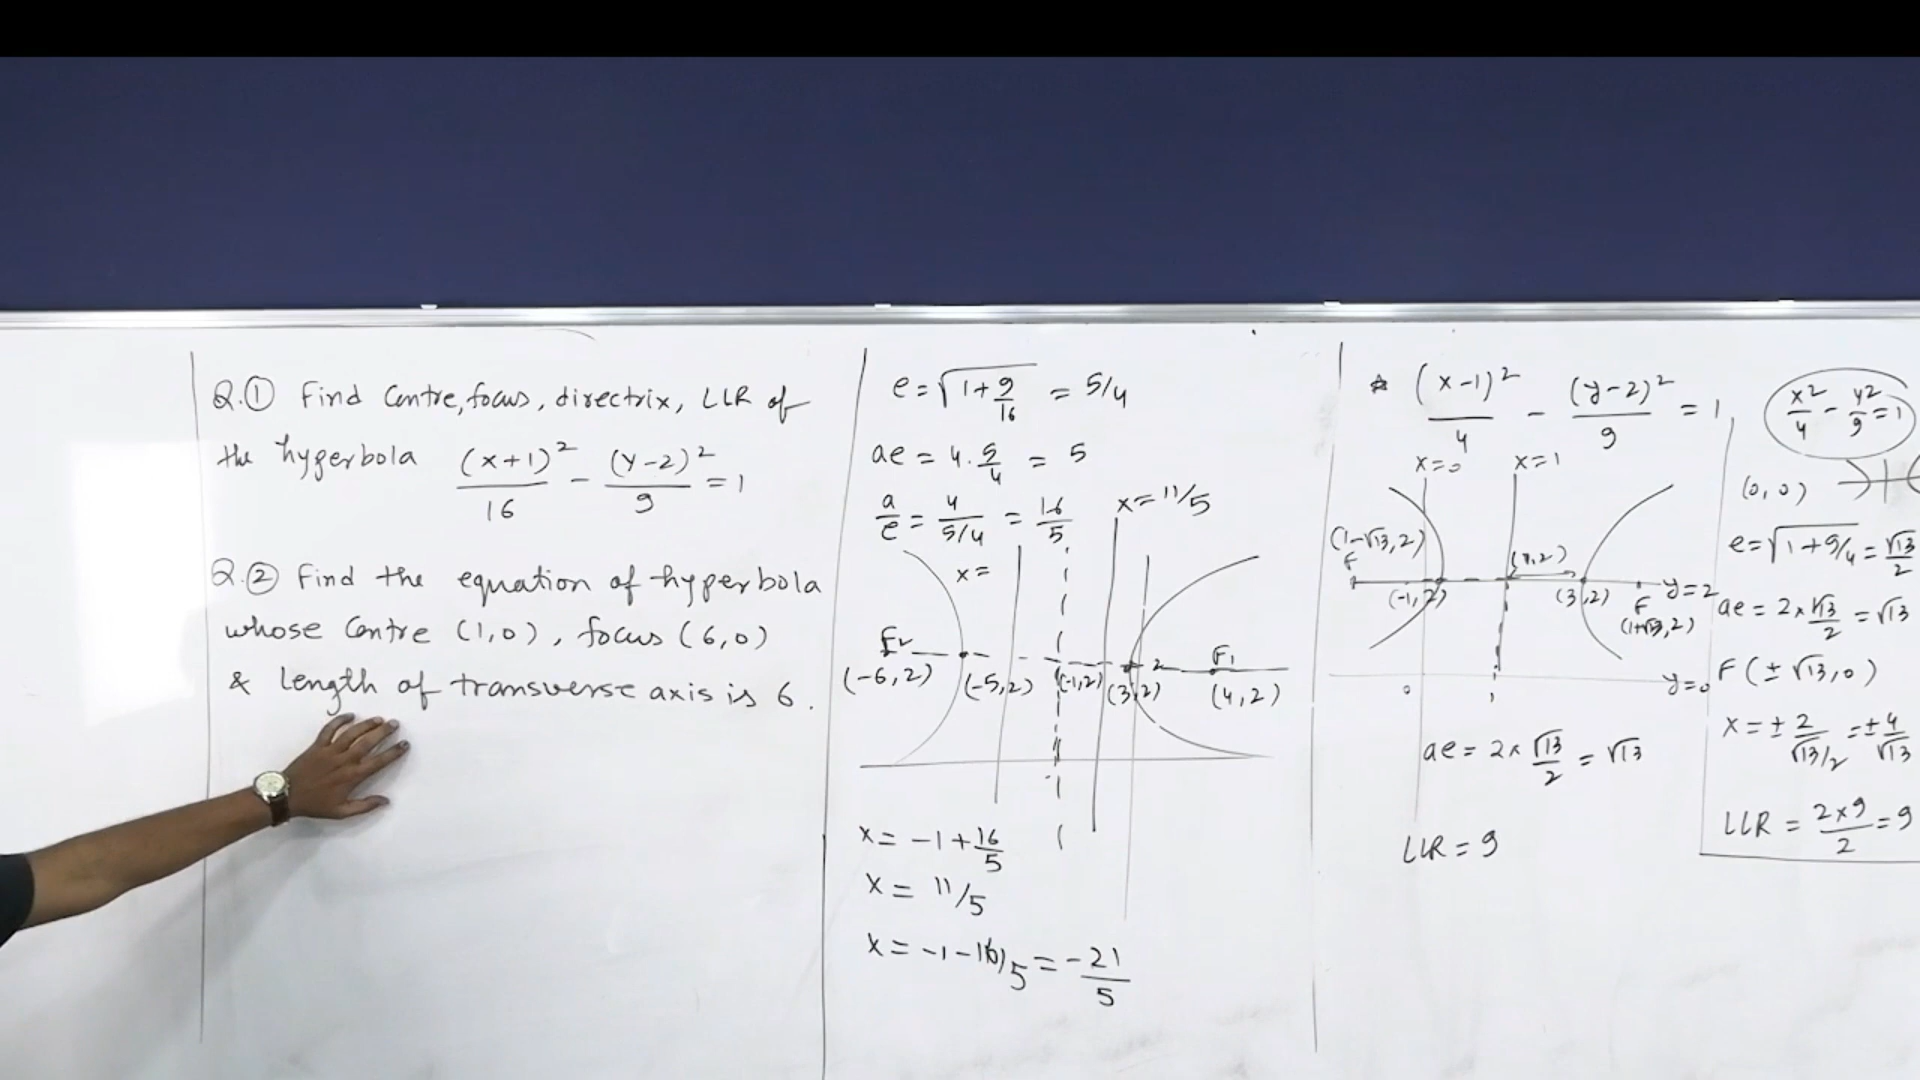 Q.① Find Centre, focus, directrix, LLR of
the hyperbola (x+1)²/16 - (y-2)²/9 = 1
Q.② Find the equation of hyperbola
whose Centre (1,0), focus (6,0)
& length of transverse axis is 6.
e = √(1+9/16) = 5/4
ae = 4·5/4 = 5
a/e = 4/(5/4) = 16/5
x = 11/5
x =
F₂
F₁
(-6,2) (-5,2) (-1,2) (3,2) (4,2)
x = -1+16/5
x = 11/5
x = -1-16/5 = -21/5
(x-1)²/4 - (y-2)²/9 = 1
x=0 x=1
(1-√13,2)
F
(1,2)
y=2
(-1,2) (3,2) F
(1+√13,2)
0 1 y=0
ae = 2×√13/2 = √13
LLR = 9
x²/4 - y²/9 = 1
(0,0)
e = √(1+9/4) = √13/2
ae = 2×√13/2 = √13
F(±√13,0)
x = ±2/(√13/2) = ±4/√13
LLR = 2×9/2 = 9